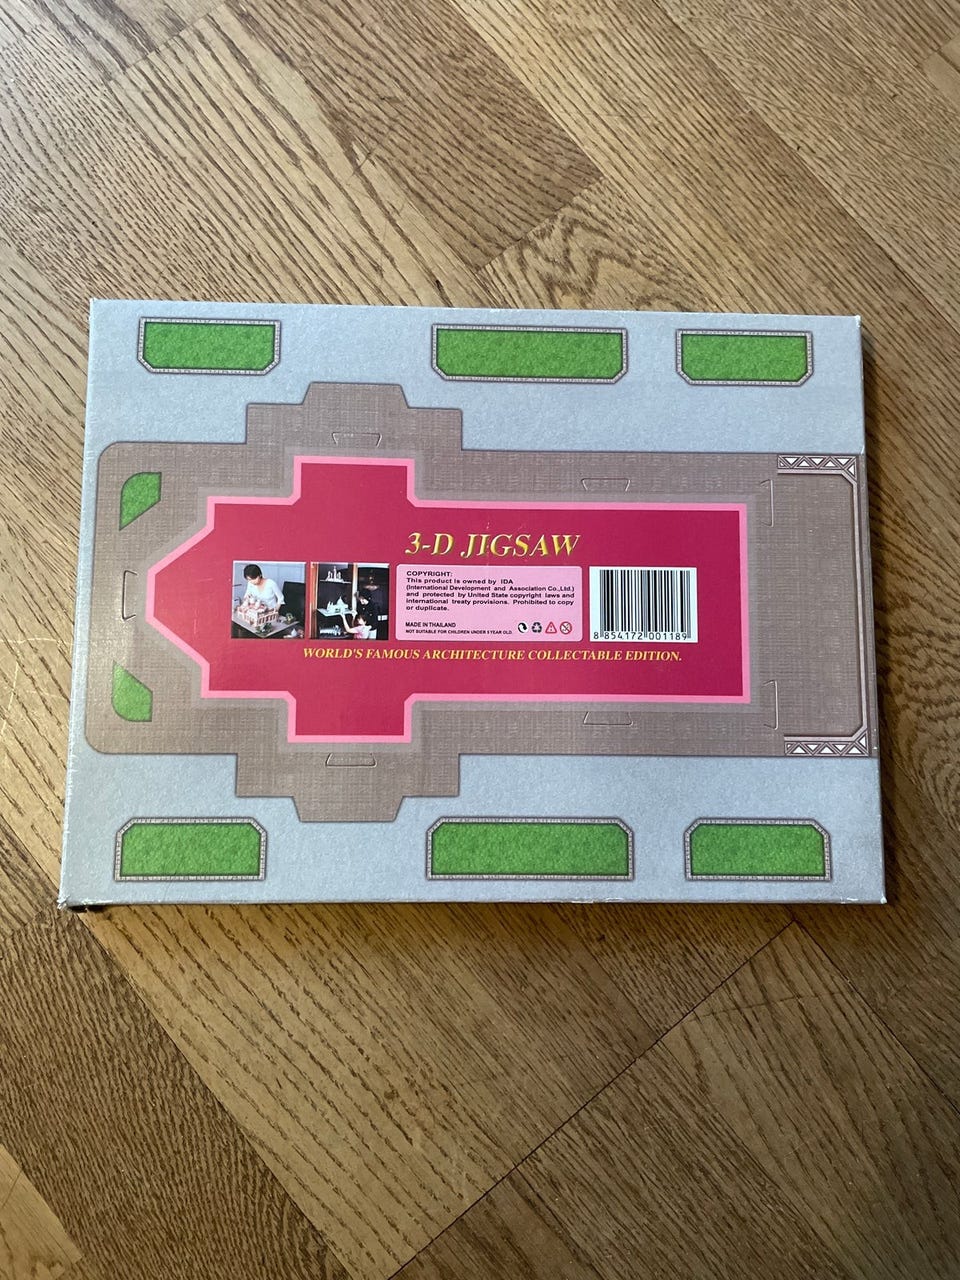 3-D JIGSAW
COPYRIGHT:
This product is owned by IDA
(International Development and Association Co.,Ltd.)
and protected by United State copyright laws and
international treaty provisions. Prohibited to copy
or duplicate.
MADE IN THAILAND
NOT SUITABLE FOR CHILDREN UNDER 5 YEAR OLD.
8 854172 001189
WORLD'S FAMOUS ARCHITECTURE COLLECTABLE EDITION.